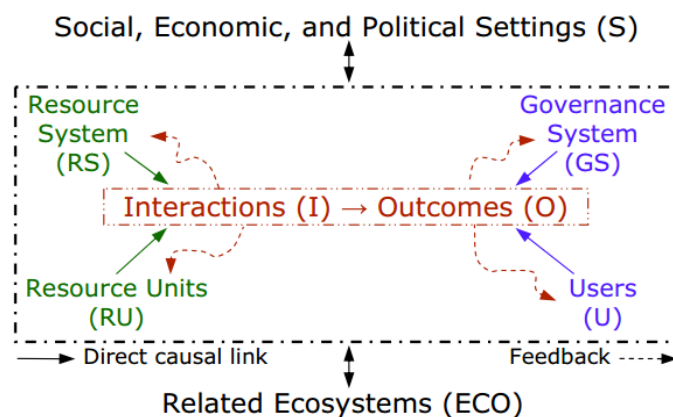 Social, Economic, and Political Settings (S)
Resource
System
(RS)
Governance
System
(GS)
Interactions (I) → Outcomes (O)
Resource Units
(RU)
Users
(U)
Direct causal link
Feedback
Related Ecosystems (ECO)